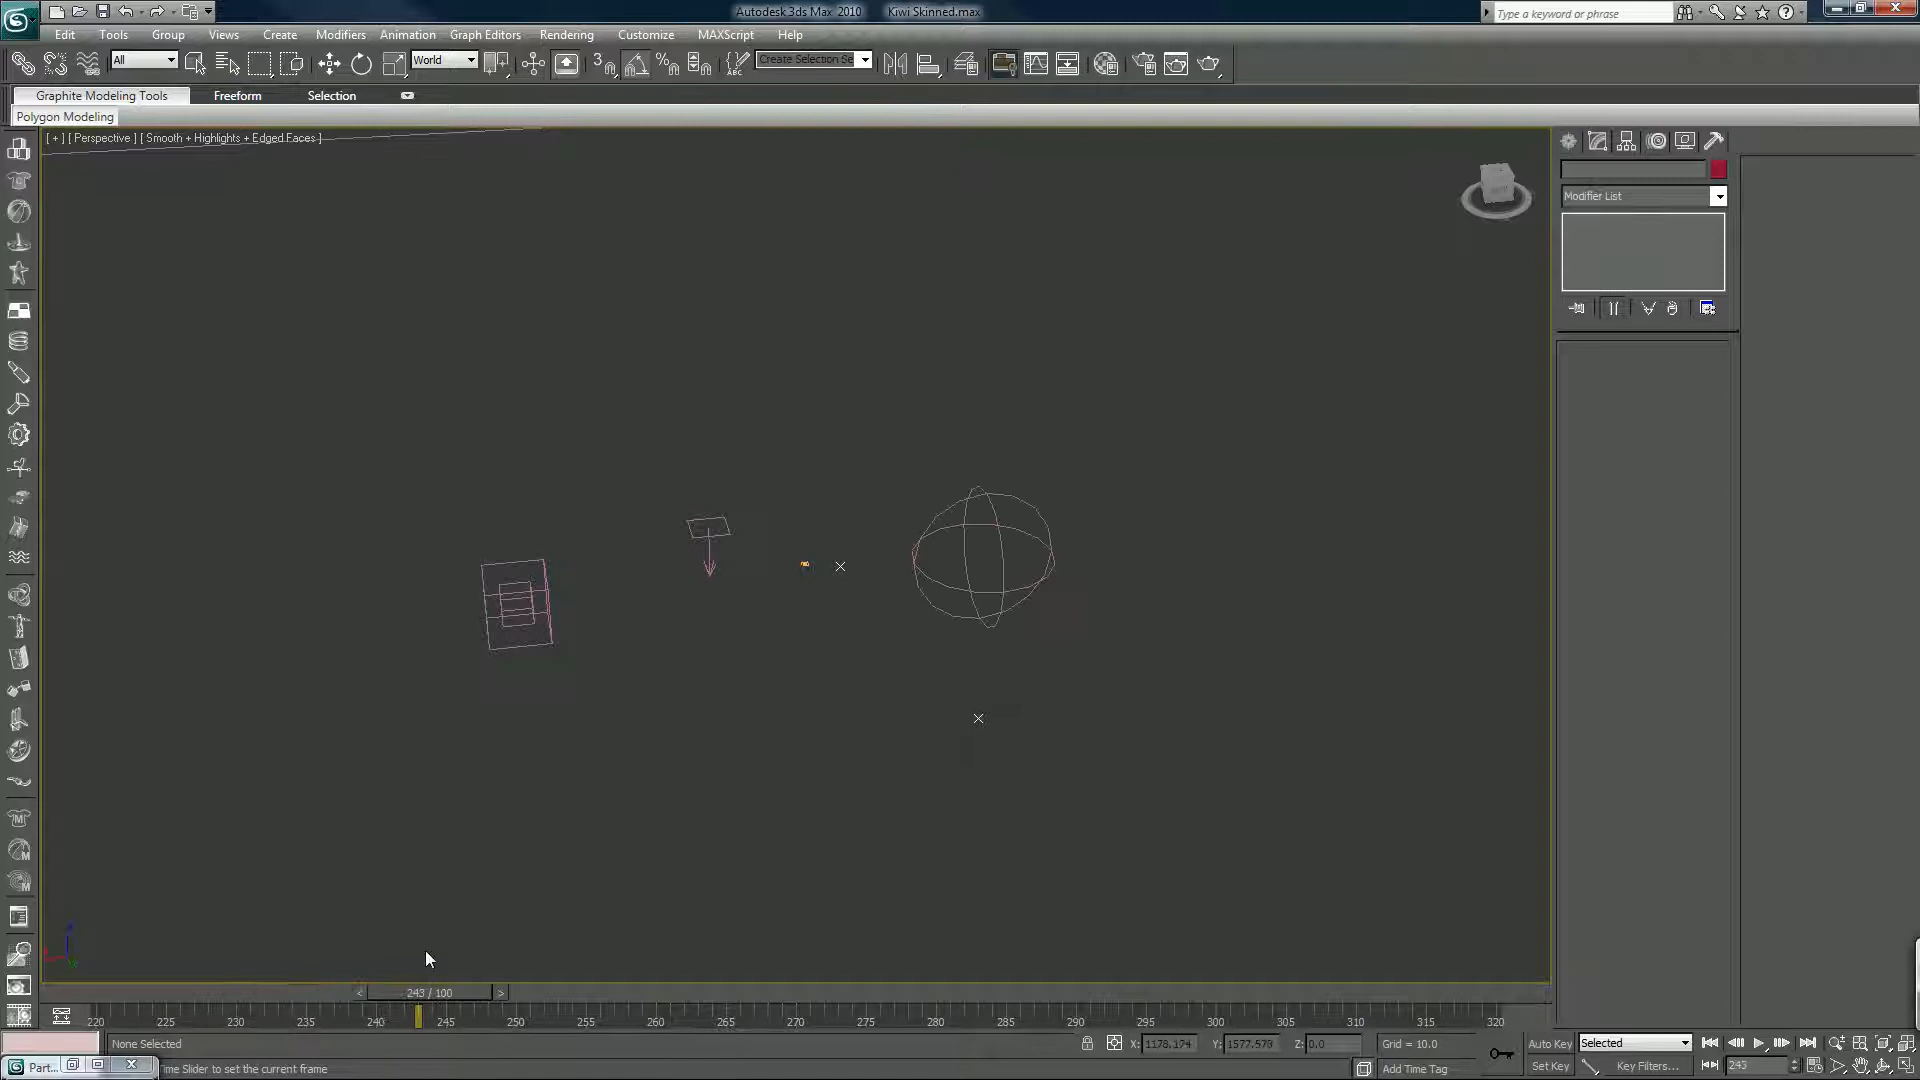 Autodesk 3ds Max 2010 Kiwi Skinned.max
Type a keyword or phrase
Edit Tools Group Views Create Modifiers Animation Graph Editors Rendering Customize MAXScript Help
All World Create Selection Se
Graphite Modeling Tools Freeform Selection
Polygon Modeling
[ + ] [ Perspective ] [ Smooth + Highlights + Edged Faces ]
Modifier List
< 243 / 100 >
220 225 230 235 240 245 250 255 260 265 270 275 280 285 290 295 300 305 310 315 320
None Selected X: 1178.174 Y: 1577.573 Z: 0.0 Grid = 10.0 Auto Key Selected
Part... Time Slider to set the current frame Add Time Tag Set Key Key Filters... 243